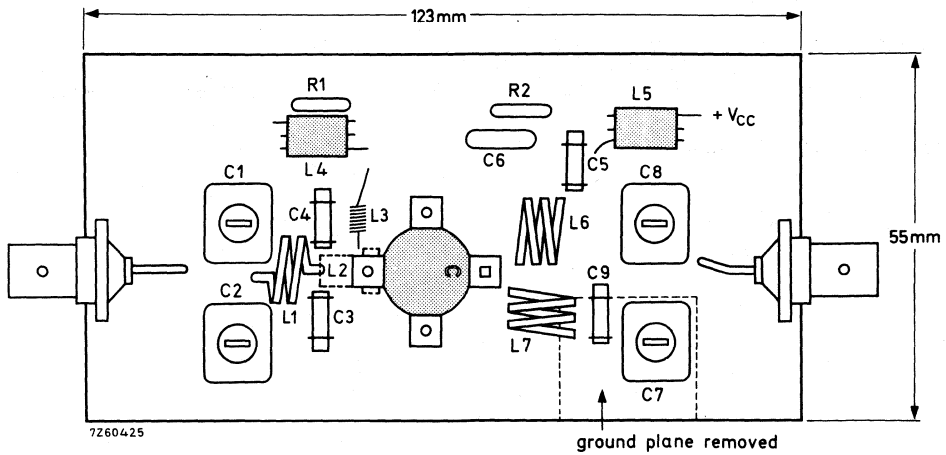 123mm
R1
R2
L5
+ VCC
C6
C5
L4
C1
C8
C4
L3
L6
55mm
L2
C
C2
C9
L1
C3
L7
C7
7Z60425
ground plane removed